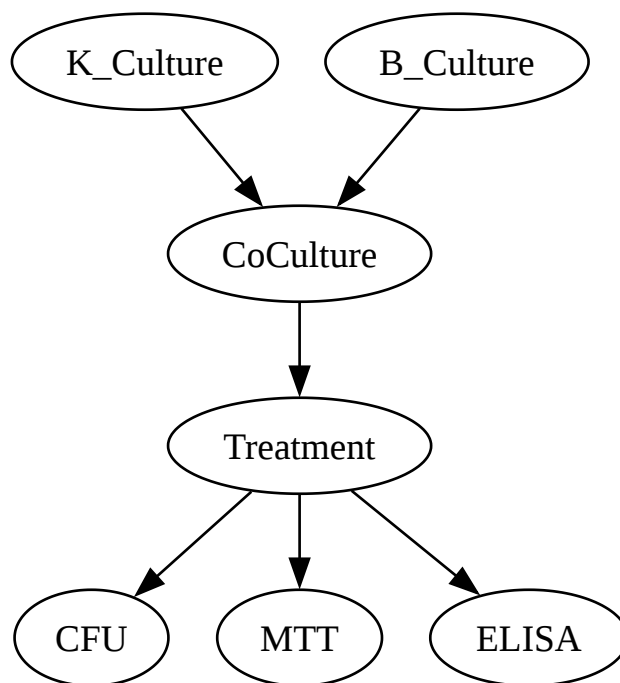 K_Culture
B_Culture
CoCulture
Treatment
CFU
MTT
ELISA